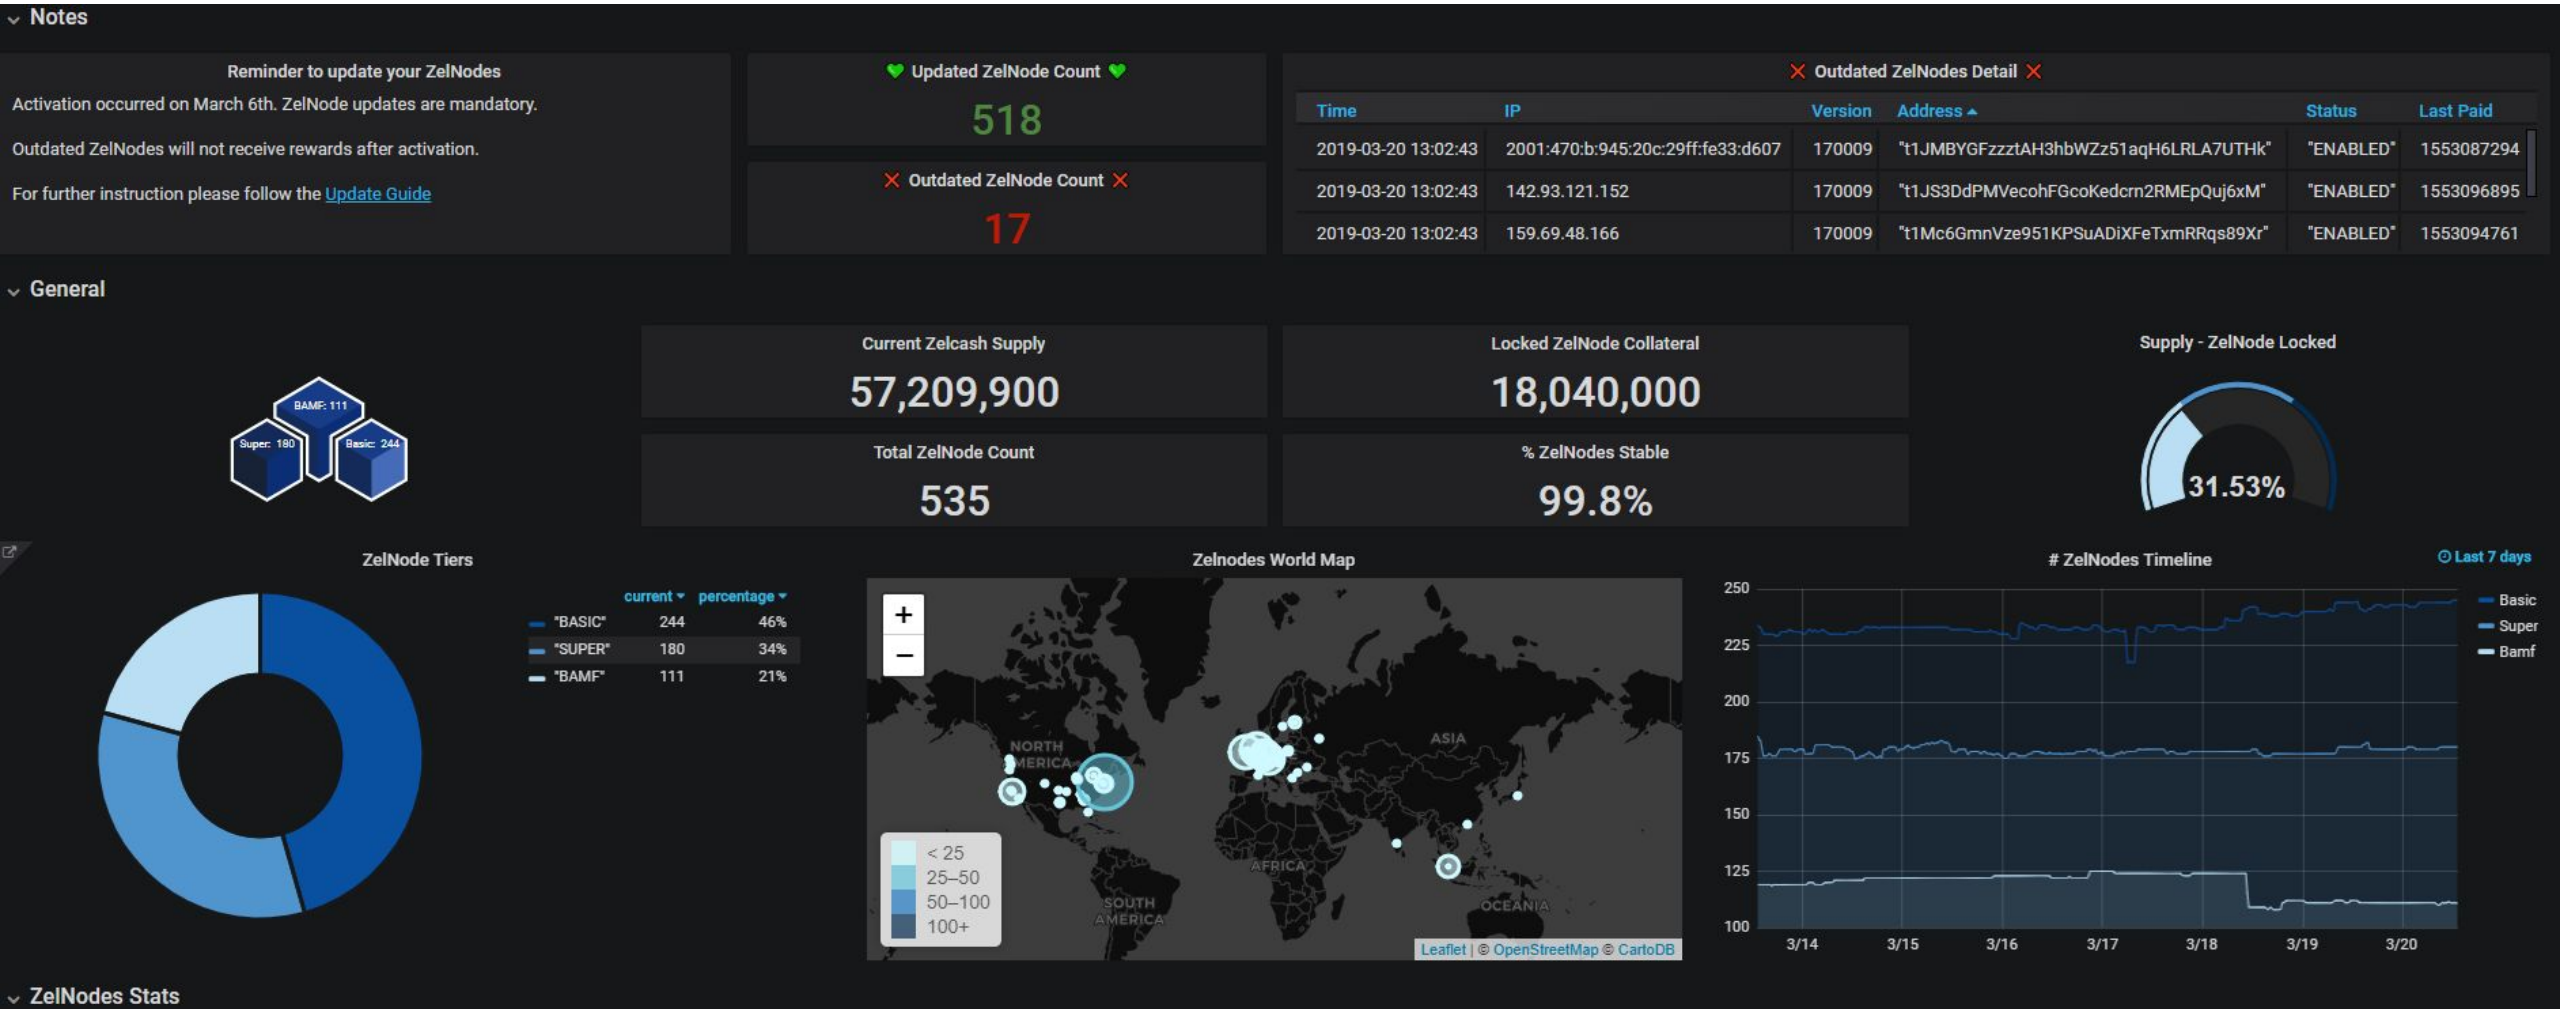 Notes
Reminder to update your ZelNodes
Activation occurred on March 6th. ZelNode updates are mandatory.
Outdated ZelNodes will not receive rewards after activation.
For further instruction please follow the Update Guide
Updated ZelNode Count
518
Outdated ZelNode Count
17
Outdated ZelNodes Detail
Time IP Version Address Status Last Paid
2019-03-20 13:02:43 2001:470:b:945:20c:29ff:fe33:d607 170009 "t1JMBYGFzzztAH3hbWZz51aqH6LRLA7UTHk" "ENABLED" 1553087294
2019-03-20 13:02:43 142.93.121.152 170009 "t1JS3DdPMVecohFGcoKedcrn2RMEpQuj6xM" "ENABLED" 1553096895
2019-03-20 13:02:43 159.69.48.166 170009 "t1Mc6GmnVze951KPSuADiXFeTxmRRqs89Xr" "ENABLED" 1553094761
General
BAMF: 111
Super: 180
Basic: 244
Current Zelcash Supply
57,209,900
Locked ZelNode Collateral
18,040,000
Total ZelNode Count
535
% ZelNodes Stable
99.8%
Supply - ZelNode Locked
31.53%
ZelNode Tiers
current percentage
"BASIC" 244 46%
"SUPER" 180 34%
"BAMF" 111 21%
Zelnodes World Map
+
−
NORTH
AMERICA
ASIA
AFRICA
SOUTH
AMERICA
OCEANIA
< 25
25–50
50–100
100+
Leaflet | © OpenStreetMap © CartoDB
# ZelNodes Timeline
Last 7 days
250
225
200
175
150
125
100
3/14 3/15 3/16 3/17 3/18 3/19 3/20
Basic
Super
Bamf
ZelNodes Stats